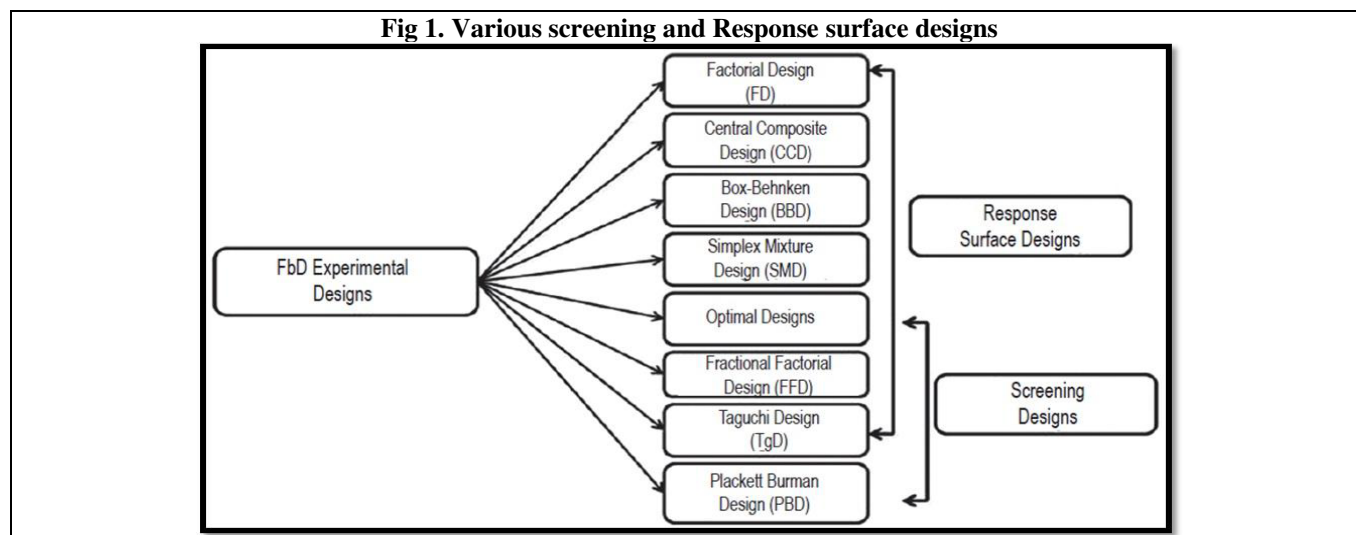 Fig 1. Various screening and Response surface designs
Factorial Design
(FD)
Central Composite
Design (CCD)
Box-Behnken
Design (BBD)
Simplex Mixture
Design (SMD)
Optimal Designs
Fractional Factorial
Design (FFD)
Taguchi Design
(TgD)
Plackett Burman
Design (PBD)
FbD Experimental
Designs
Response
Surface Designs
Screening
Designs